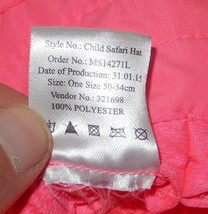 Style No.: Child Safari Hat
Order No.: MS14271L
Date of Production: 31.01.15
Size: One Size 50-54cm
Vendor No.: 321698
100% POLYESTER